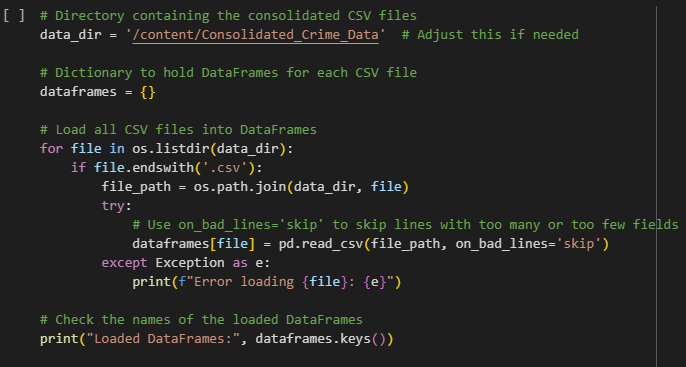 [ ] # Directory containing the consolidated CSV files
data_dir = '/content/Consolidated_Crime_Data'  # Adjust this if needed

# Dictionary to hold DataFrames for each CSV file
dataframes = {}

# Load all CSV files into DataFrames
for file in os.listdir(data_dir):
    if file.endswith('.csv'):
        file_path = os.path.join(data_dir, file)
        try:
            # Use on_bad_lines='skip' to skip lines with too many or too few fields
            dataframes[file] = pd.read_csv(file_path, on_bad_lines='skip')
        except Exception as e:
            print(f"Error loading {file}: {e}")

# Check the names of the loaded DataFrames
print("Loaded DataFrames:", dataframes.keys())